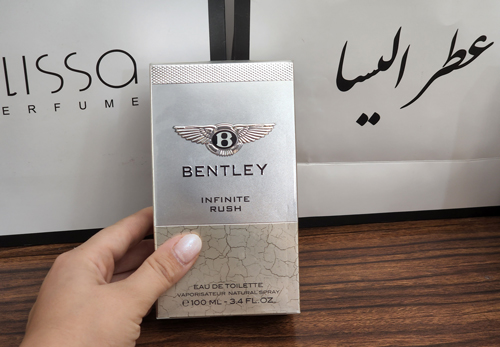 LISSA
ERFUME
عطر اليسا
B
BENTLEY
INFINITE
RUSH
EAU DE TOILETTE
VAPORISATEUR NATURAL SPRAY
℮100 ML - 3.4 FL. OZ.